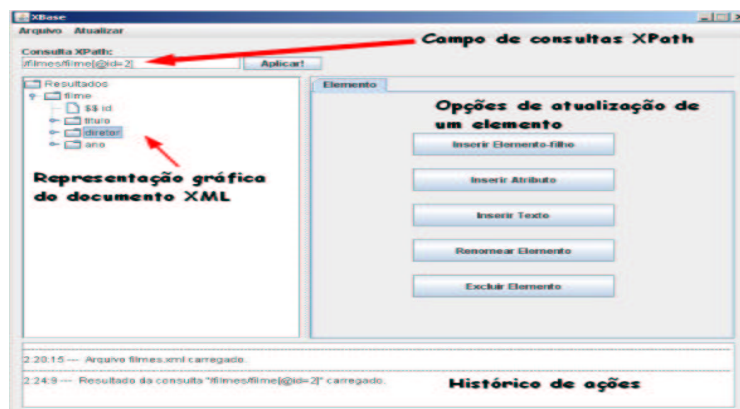 XBase
Arquivo Atualizar
Campo de consultas XPath
Consulta XPath:
/filmes/filme[@id=2]
Aplicar!
Resultados
filme
$$ id
titulo
diretor
ano
Representação gráfica
do documento XML
Elemento
Opções de atualização de
um elemento
Inserir Elemento-filho
Inserir Atributo
Inserir Texto
Renomear Elemento
Excluir Elemento
2:20:15 --- Arquivo filmes.xml carregado.
2:24:9 --- Resultado da consulta "/filmes/filme[@id=2]" carregado.
Histórico de ações